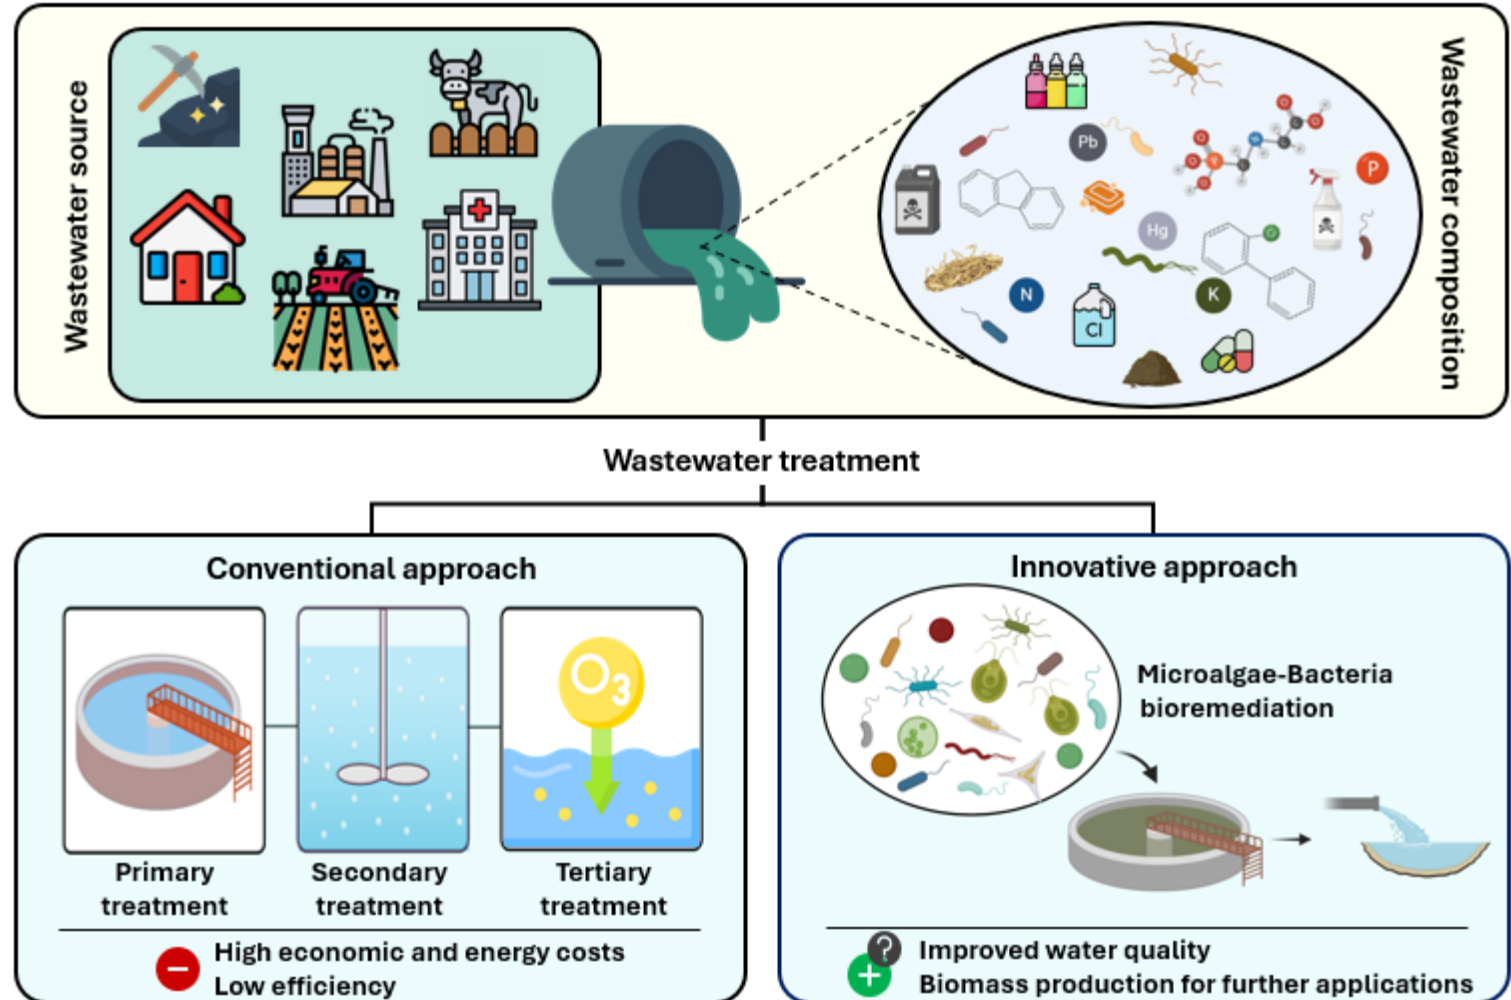 Wastewater source
Wastewater composition
Pb
P
Hg
N
K
Cl
Wastewater treatment
Conventional approach
O3
Primary
treatment
Secondary
treatment
Tertiary
treatment
High economic and energy costs
Low efficiency
Innovative approach
Microalgae-Bacteria
bioremediation
?
Improved water quality
Biomass production for further applications